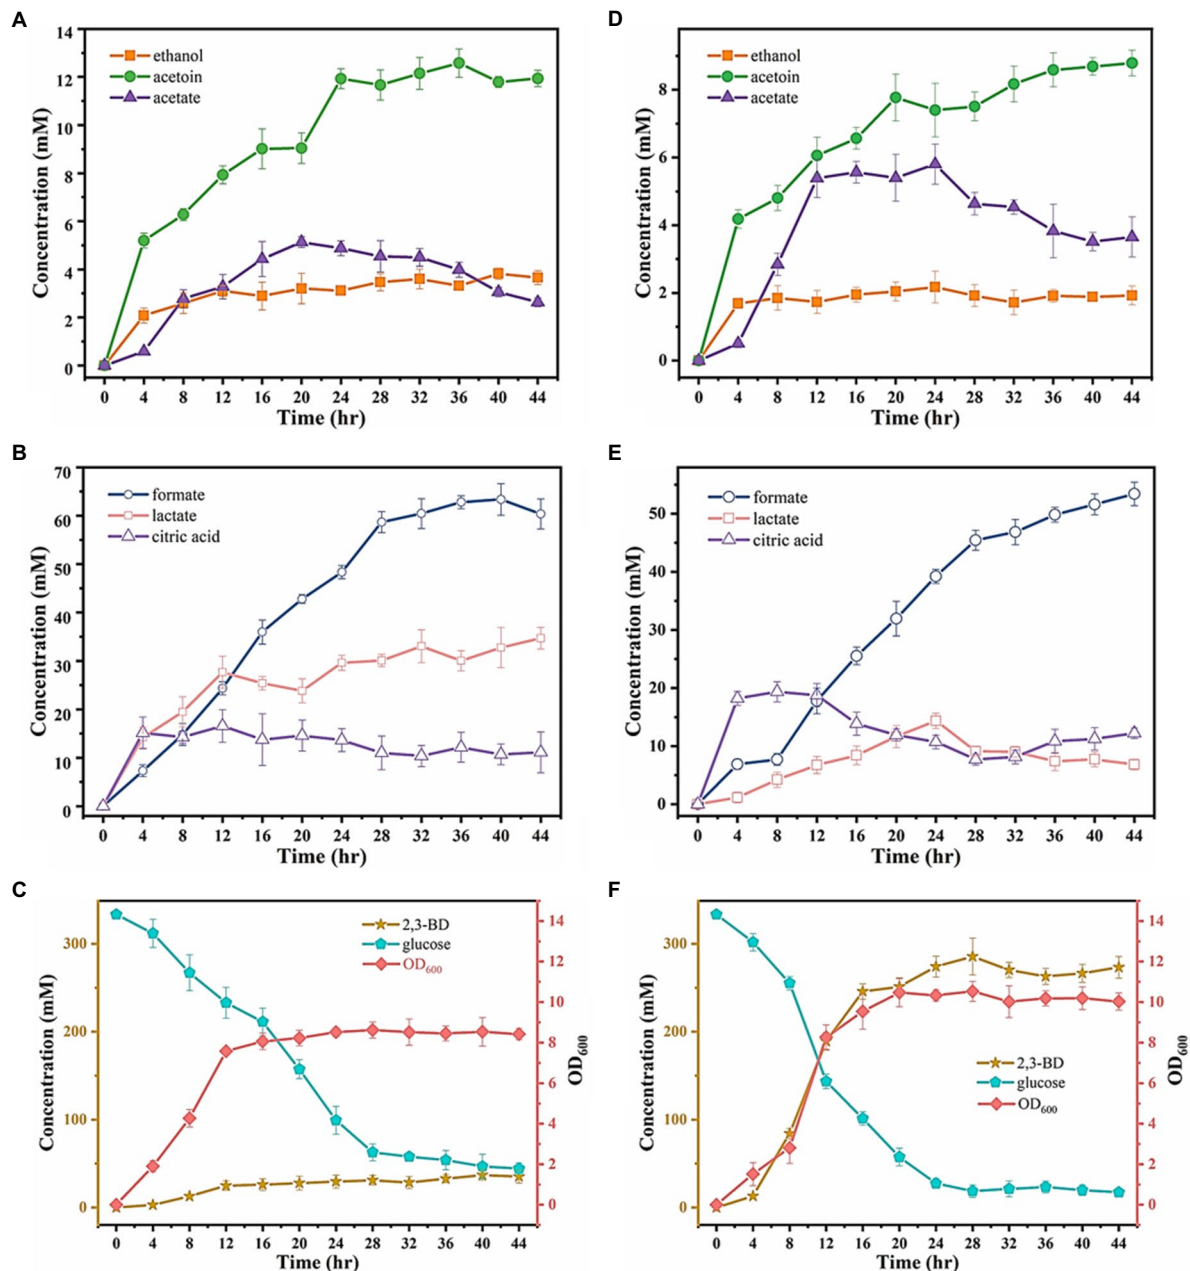 A
14
12
10
8
6
4
2
0
Concentration (mM)
ethanol
acetoin
acetate
0 4 8 12 16 20 24 28 32 36 40 44
Time (hr)
D
8
6
4
2
0
Concentration (mM)
ethanol
acetoin
acetate
0 4 8 12 16 20 24 28 32 36 40 44
Time (hr)
B
70
60
50
40
30
20
10
0
Concentration (mM)
formate
lactate
citric acid
0 4 8 12 16 20 24 28 32 36 40 44
Time (hr)
E
50
40
30
20
10
0
Concentration (mM)
formate
lactate
citric acid
0 4 8 12 16 20 24 28 32 36 40 44
Time (hr)
C
300
200
100
0
Concentration (mM)
2,3-BD
glucose
OD600
14
12
10
8
6
4
2
0
OD600
0 4 8 12 16 20 24 28 32 36 40 44
Time (hr)
F
300
200
100
0
Concentration (mM)
2,3-BD
glucose
OD600
14
12
10
8
6
4
2
0
OD600
0 4 8 12 16 20 24 28 32 36 40 44
Time (hr)